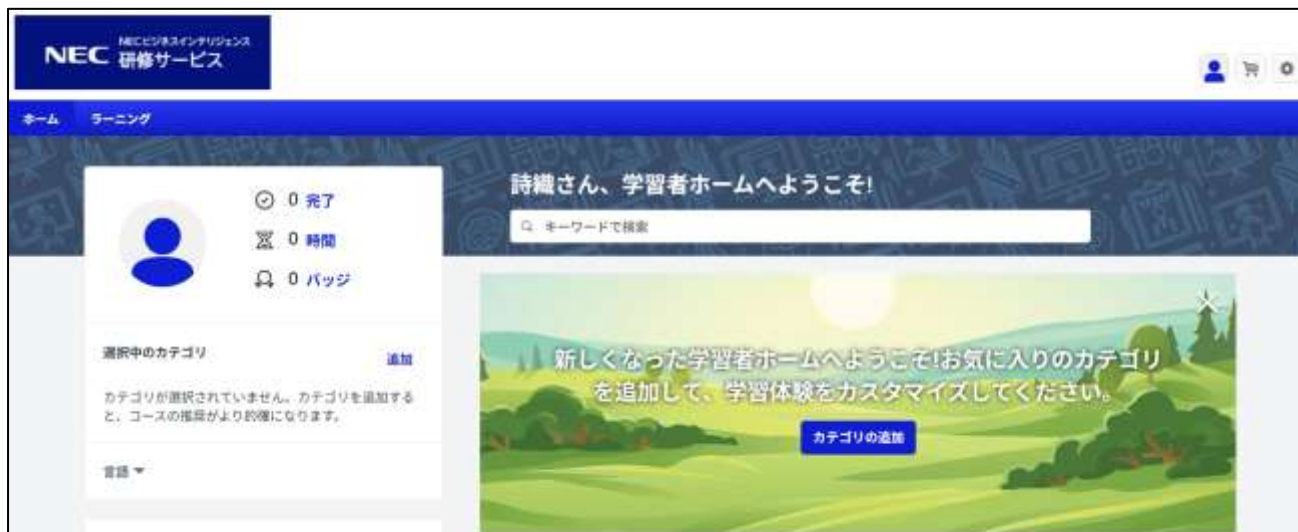 NEC
NECビジネスインテリジェンス
研修サービス
ホーム ラーニング
0 完了
0 時間
0 バッジ
選択中のカテゴリ 追加
カテゴリが選択されていません。カテゴリを追加する
と、コースの推奨がより的確になります。
言語
詩織さん、学習者ホームへようこそ!
キーワードで検索
新しくなった学習者ホームへようこそ!お気に入りのカテゴリ
を追加して、学習体験をカスタマイズしてください。
カテゴリの追加